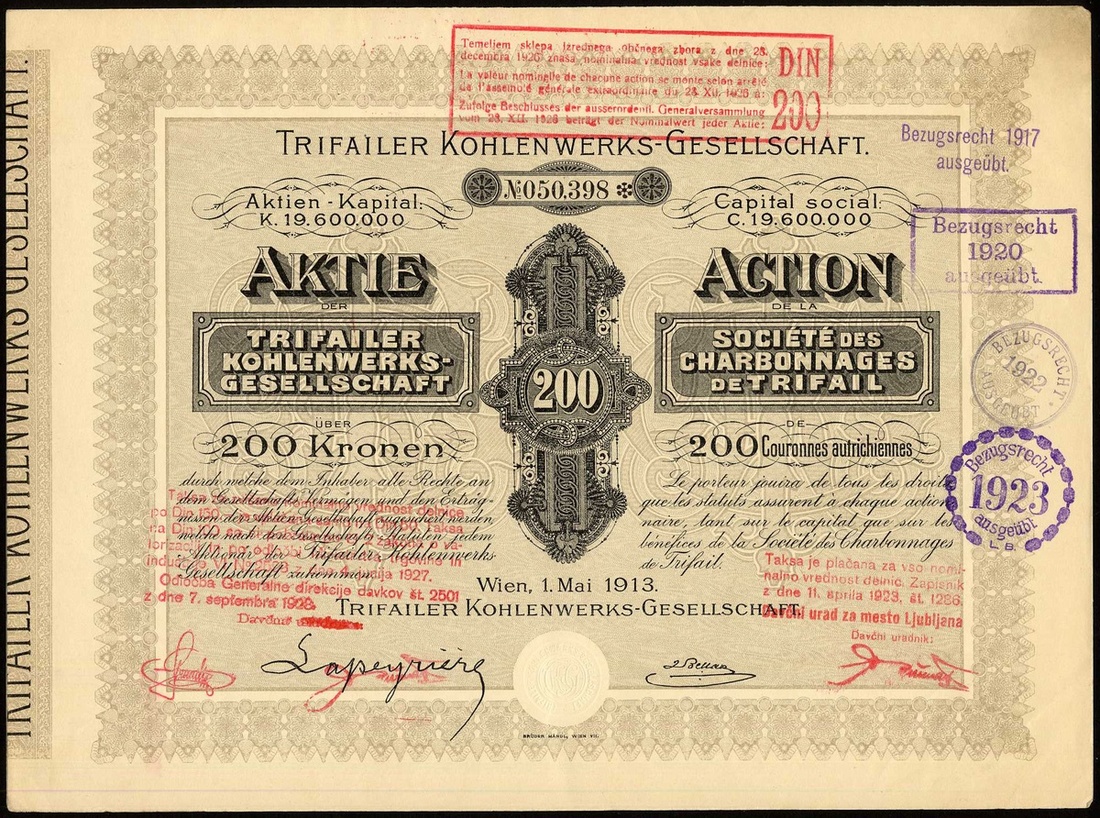 TRIFAILER KOHLENWERKS GESELLSCHAFT.
Temeljem sklepa izrednega občnega zbora z dne 28.
decembra 1926 znaša nominalna vrednost vsake delnice:
La valeur nominelle de chacune action se monte selon arrêté
de l'assemblé générale extraordinaire du 28 XII. 1926 à:
Zufolge Beschlusses der ausserordentl. Generalversammlung
vom 28. XII. 1926 beträgt der Nominalwert jeder Aktie:
DIN
200
TRIFAILER KOHLENWERKS-GESELLSCHAFT.
Bezugsrecht 1917
ausgeübt.
№ 050,398
Aktien-Kapital:
K. 19.600.000
Capital social:
C. 19.600.000
Bezugsrecht
1920
ausgeübt.
AKTIE
DER
TRIFAILER
KOHLENWERKS-
GESELLSCHAFT
ÜBER
200 Kronen
200
ACTION
DE LA
SOCIÉTÉ DES
CHARBONNAGES
DE TRIFAIL
DE
200 Couronnes autrichiennes
BEZUGSRECHT
1922
AUSGEÜBT
Bezugsrecht
1923
ausgeübt
L. B.
durch welche dem Inhaber alle Rechte an
dem Gesellschafts-Vermögen und den Erträg-
nissen der Aktien-Gesellschaft zugesichert werden
welche nach den Gesellschafts-Statuten jedem
Aktionär der Trifailer-Kohlenwerks-
Gesellschaft zukommen.
Le porteur jouira de tous les droits
que les statuts assurent à chaque action
naire, tant sur le capital que sur les
bénéfices de la Société des Charbonnages
de Trifail.
Odločba Generalne direkcije davkov št. 2501
z dne 7. septembra 1928.
Taksa je plačana za vso nomi-
nalno vrednost delnic. Zapisnik
z dne 11. aprila 1923, št. 1286.
Davčni urad za mesto Ljubljana
Davčni uradnik:
Wien, 1. Mai 1913.
TRIFAILER KOHLENWERKS-GESELLSCHAFT.
Lapeyrière
BRÜDER MÄNDL, WIEN VII.